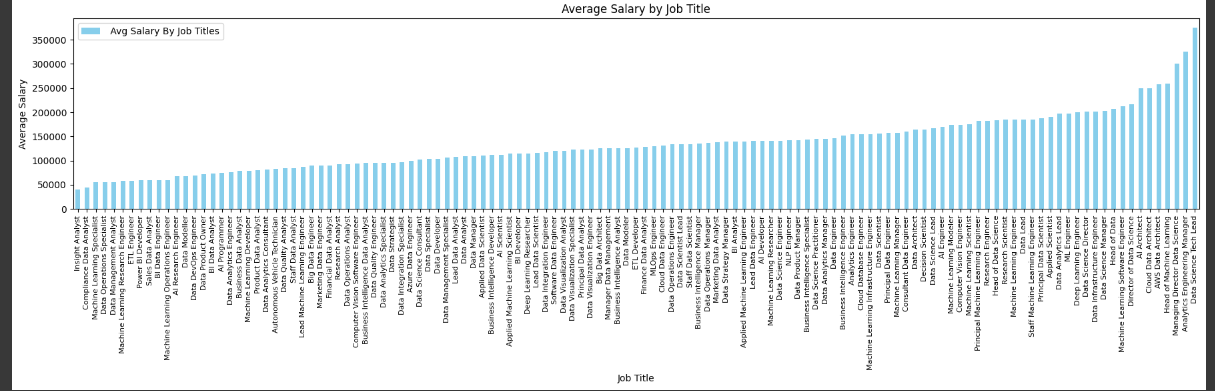 Average Salary by Job Title
Avg Salary By Job Titles
Average Salary
350000
300000
250000
200000
150000
100000
50000
0
Insight Analyst
Compliance Data Analyst
Machine Learning Specialist
Data Operations Specialist
Data Management Analyst
Machine Learning Research Engineer
ETL Engineer
Power BI Developer
Sales Data Analyst
BI Data Engineer
Machine Learning Operations Engineer
AI Research Engineer
Data Modeler
Data DevOps Engineer
Data Product Owner
BI Data Analyst
AI Programmer
Data Analytics Engineer
Business Data Analyst
Machine Learning Developer
Product Data Analyst
Data Analytics Consultant
Autonomous Vehicle Technician
Data Quality Analyst
Staff Data Analyst
Lead Machine Learning Engineer
Big Data Engineer
Marketing Data Engineer
Financial Data Analyst
Research Analyst
Data Operations Analyst
Computer Vision Software Engineer
Business Intelligence Data Analyst
Data Quality Engineer
Data Analytics Specialist
Data Strategist
Data Integration Specialist
Azure Data Engineer
Data Science Consultant
Data Specialist
Data Developer
Data Management Specialist
Lead Data Analyst
Data Analyst
Data Manager
Applied Data Scientist
Business Intelligence Developer
AI Scientist
Applied Machine Learning Scientist
BI Developer
Deep Learning Researcher
Lead Data Scientist
Data Integration Engineer
Software Data Engineer
Data Visualization Analyst
Data Visualization Specialist
Principal Data Analyst
Data Visualization Engineer
Big Data Architect
Manager Data Management
Business Intelligence Analyst
Data Modeler
ETL Developer
Finance Data Analyst
MLOps Engineer
Cloud Data Engineer
Data Operations Engineer
Data Scientist Lead
Staff Data Scientist
Business Intelligence Manager
Data Operations Manager
Marketing Data Analyst
Data Strategy Manager
BI Analyst
Applied Machine Learning Engineer
Lead Data Engineer
AI Developer
Machine Learning Researcher
AI Engineer
NLP Engineer
Data Product Manager
Business Intelligence Specialist
Data Science Practitioner
Data Analytics Manager
Data Engineer
Business Intelligence Engineer
Analytics Engineer
Cloud Database Engineer
Machine Learning Infrastructure Engineer
Data Scientist
Principal Data Engineer
Machine Learning Manager
Consultant Data Engineer
Data Architect
Decision Scientist
Data Science Lead
AI Engineer
Machine Learning Modeler
Computer Vision Engineer
Machine Learning Scientist
Principal Machine Learning Engineer
Research Engineer
Head of Data Science
Research Scientist
Machine Learning Engineer
Data Lead
Staff Machine Learning Engineer
Principal Data Scientist
Applied Scientist
Data Analytics Lead
ML Engineer
Deep Learning Engineer
Data Science Director
Data Infrastructure Engineer
Data Science Manager
Head of Data
Machine Learning Software Engineer
Director of Data Science
AI Architect
Cloud Data Architect
AWS Data Architect
Head of Machine Learning
Managing Director Data Science
Analytics Engineering Manager
Data Science Tech Lead
Job Title